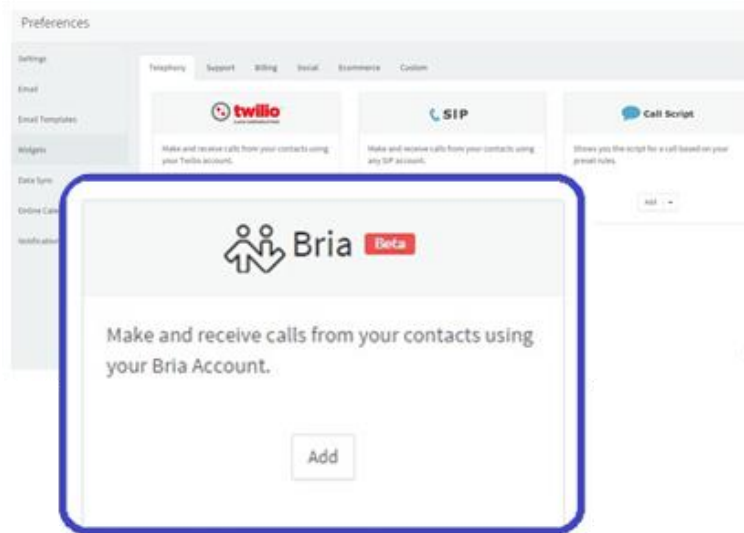 Preferences
Settings
Email
Email Templates
Widgets
Data Sync
Notification
Telephony Support Billing Social Ecommerce Custom
twilio
Make and receive calls from your contacts using
your Twilio account.
SIP
Make and receive calls from your contacts using
any SIP account.
Call Script
Shows you the script for a call based on your
preset rules.
Add
Bria Beta
Make and receive calls from your contacts using
your Bria Account.
Add